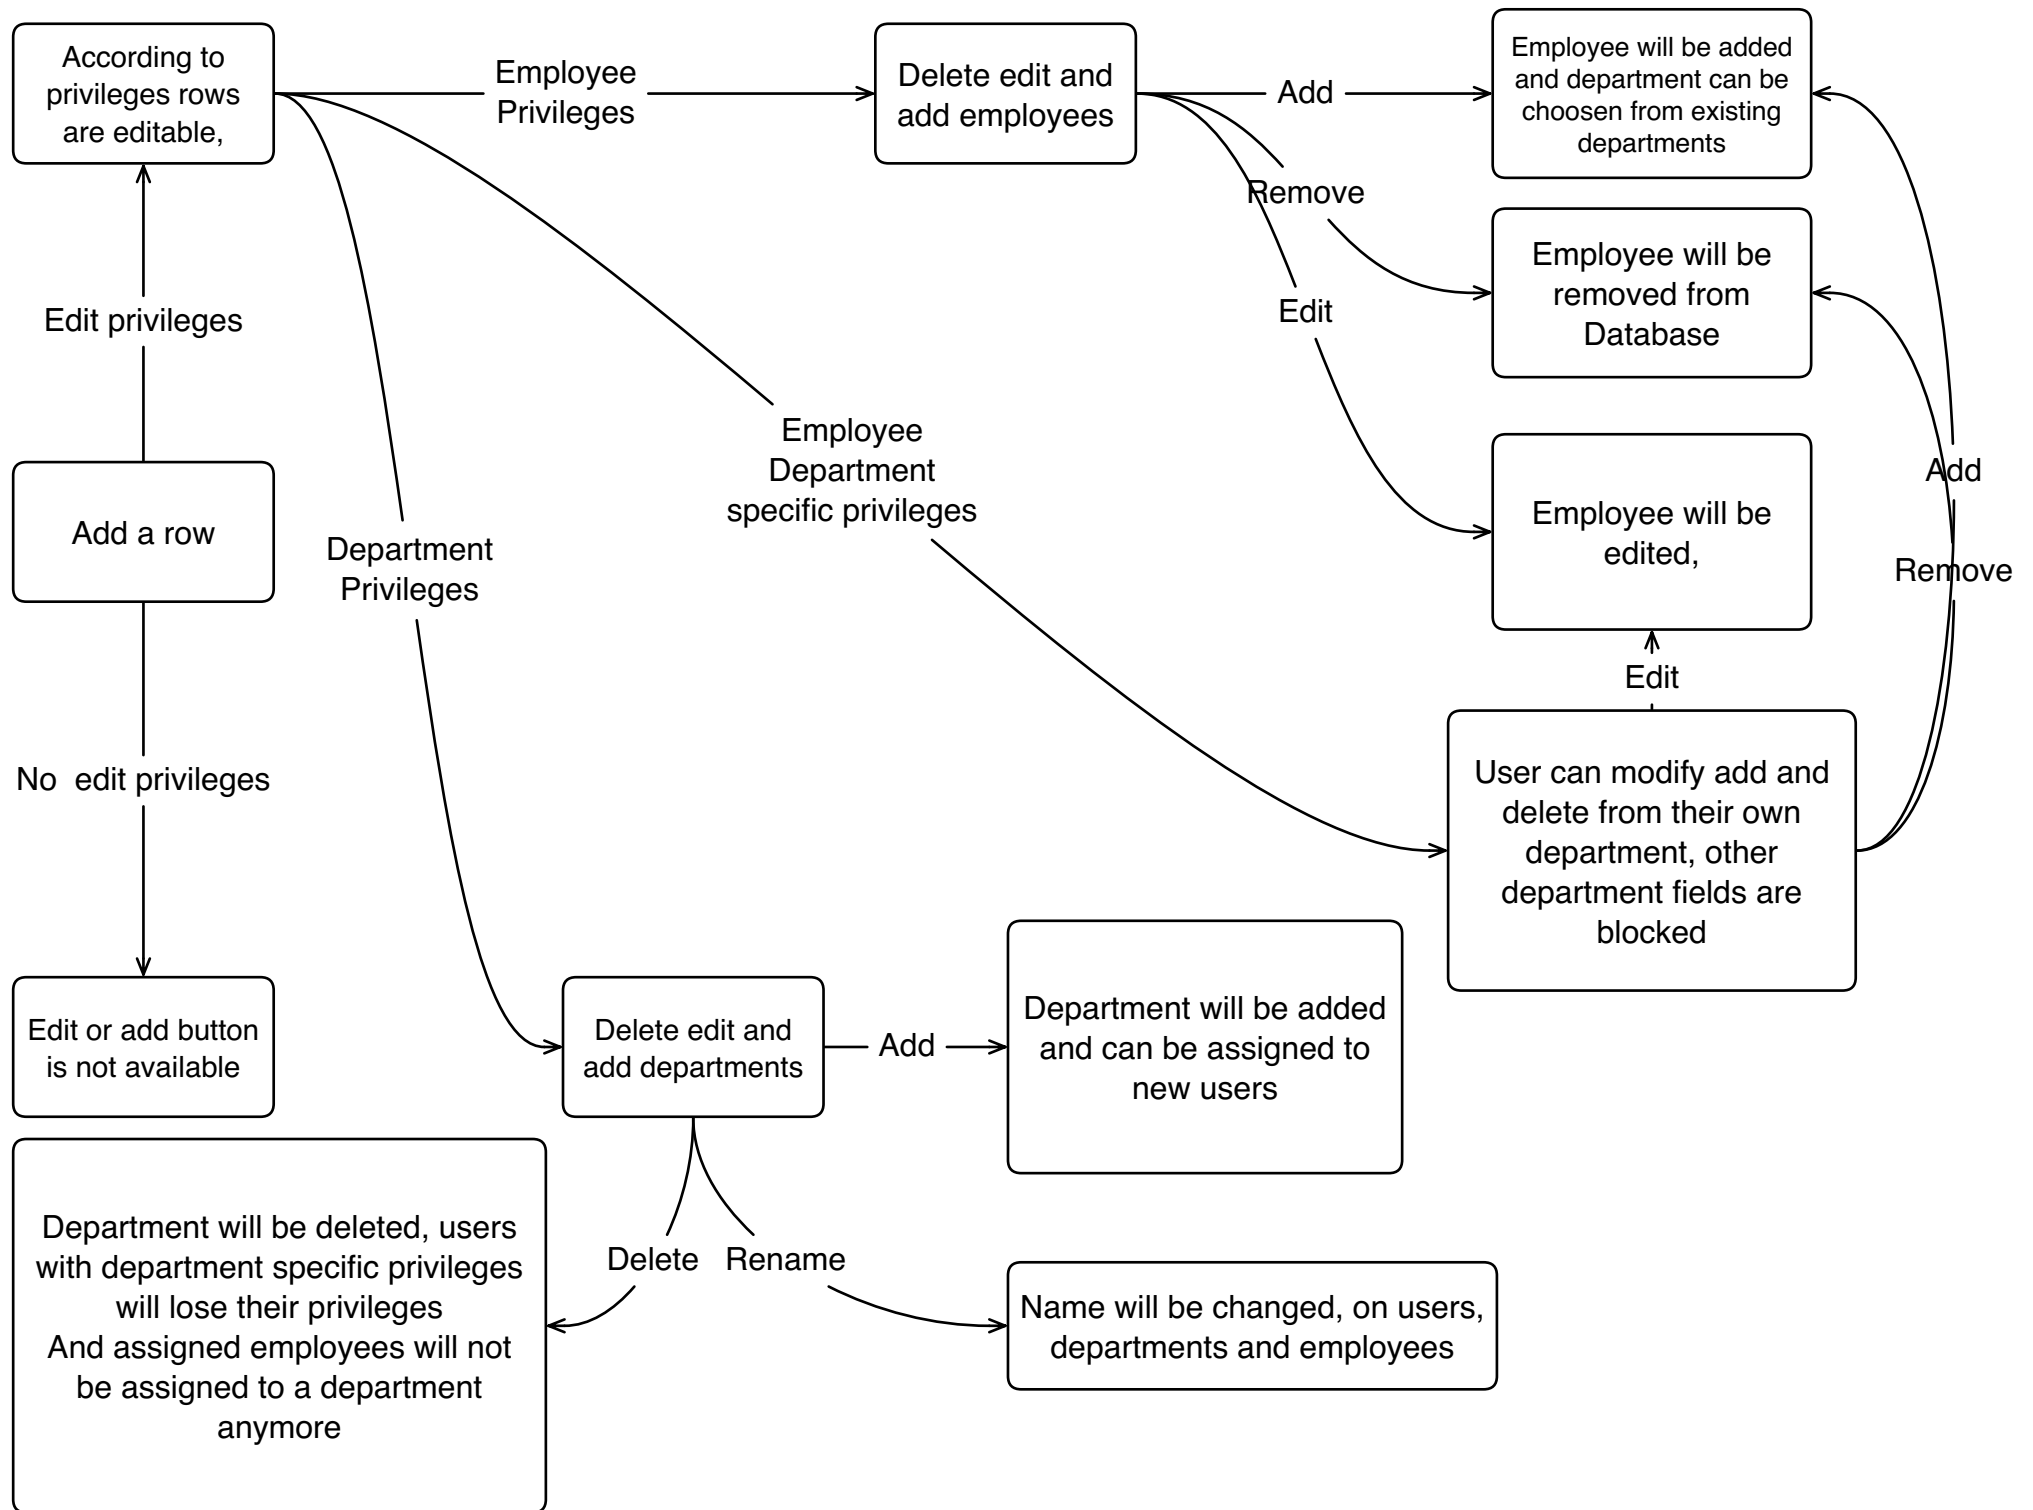 According to
privileges rows
are editable,
Employee
Privileges
Delete edit and
add employees
Add
Employee will be added
and department can be
choosen from existing
departments
Remove
Employee will be
removed from
Database
Edit
Edit privileges
Employee
Department
specific privileges
Add
Employee will be
edited,
Add a row
Department
Privileges
Remove
Edit
No  edit privileges
User can modify add and
delete from their own
department, other
department fields are
blocked
Edit or add button
is not available
Delete edit and
add departments
Add
Department will be added
and can be assigned to
new users
Department will be deleted, users
with department specific privileges
will lose their privileges
And assigned employees will not
be assigned to a department
anymore
Delete
Rename
Name will be changed, on users,
departments and employees